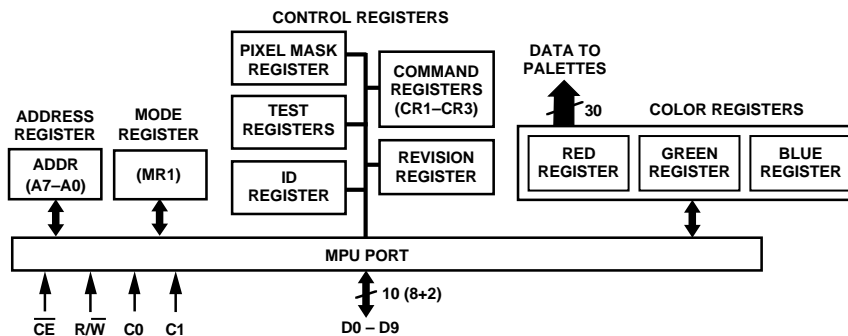 CONTROL REGISTERS
PIXEL MASK
REGISTER
COMMAND
REGISTERS
(CR1–CR3)
TEST
REGISTERS
ID
REGISTER
REVISION
REGISTER
ADDRESS
REGISTER
ADDR
(A7–A0)
MODE
REGISTER
(MR1)
DATA TO
PALETTES
30
COLOR REGISTERS
RED
REGISTER
GREEN
REGISTER
BLUE
REGISTER
MPU PORT
C̅E̅
R/W̅
C0
C1
10 (8+2)
D0 – D9